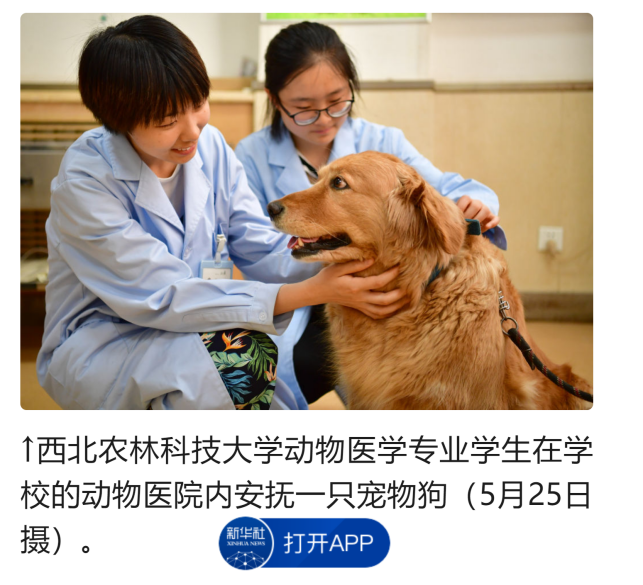 ↑西北农林科技大学动物医学专业学生在学
校的动物医院内安抚一只宠物狗（5月25日
摄）。
新华社
XINHUA NEWS
打开APP